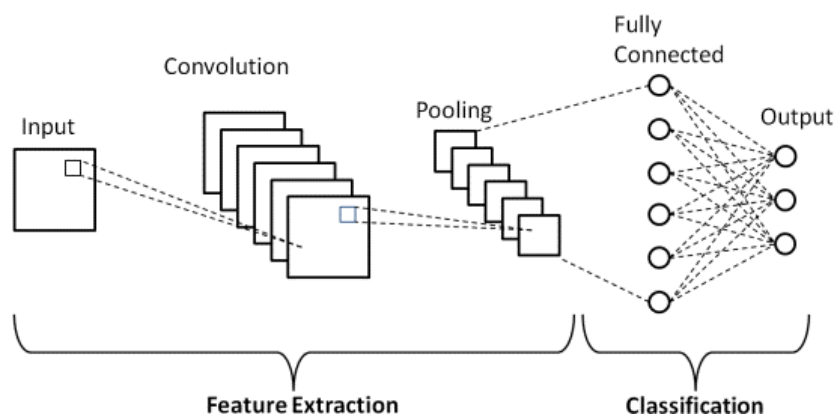 Input
Convolution
Pooling
Fully
Connected
Output
Feature Extraction
Classification